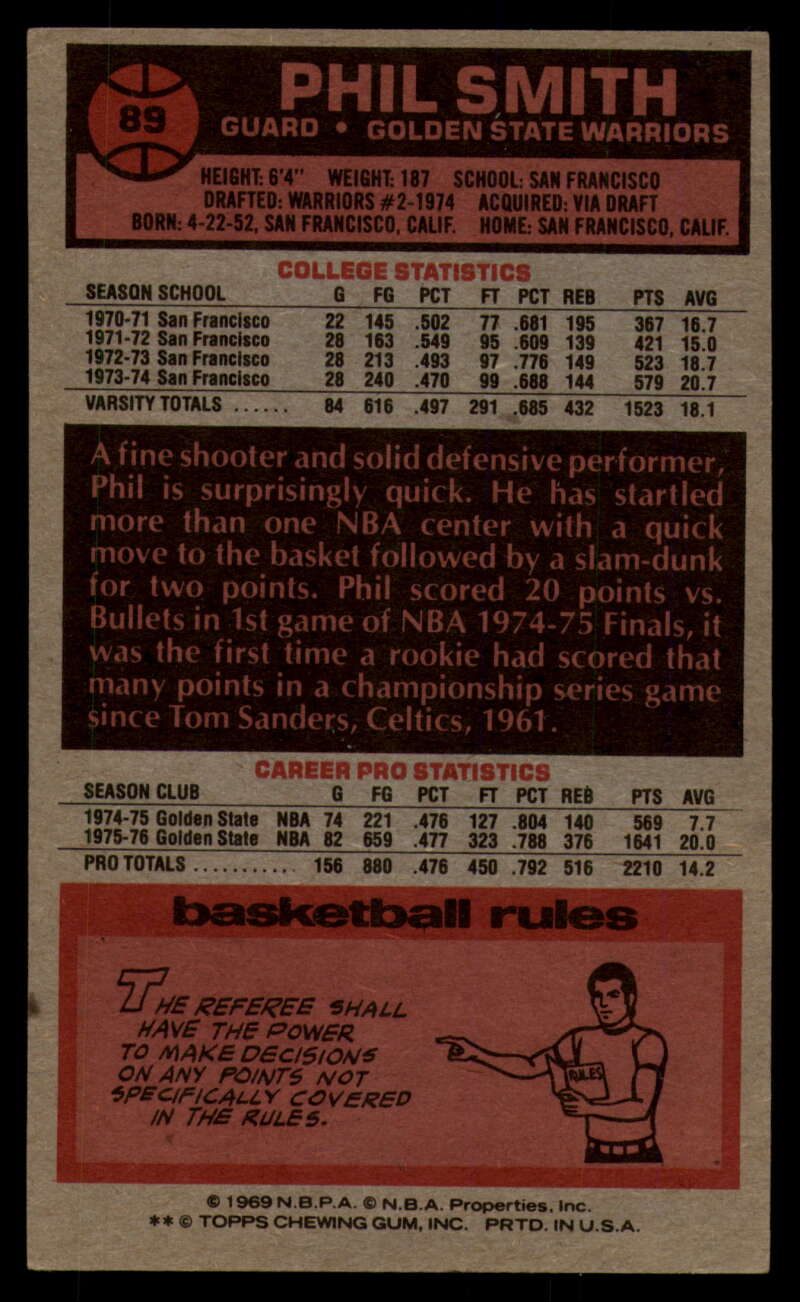 89
PHIL SMITH
GUARD • GOLDEN STATE WARRIORS
HEIGHT: 6'4" WEIGHT: 187 SCHOOL: SAN FRANCISCO
DRAFTED: WARRIORS #2-1974 ACQUIRED: VIA DRAFT
BORN: 4-22-52, SAN FRANCISCO, CALIF. HOME: SAN FRANCISCO, CALIF.
COLLEGE STATISTICS
SEASON SCHOOL G FG PCT FT PCT REB PTS AVG
1970-71 San Francisco 22 145 .502 77 .681 195 367 16.7
1971-72 San Francisco 28 163 .549 95 .609 139 421 15.0
1972-73 San Francisco 28 213 .493 97 .776 149 523 18.7
1973-74 San Francisco 28 240 .470 99 .688 144 579 20.7
VARSITY TOTALS ...... 84 616 .497 291 .685 432 1523 18.1
A fine shooter and solid defensive performer,
Phil is surprisingly quick. He has startled
more than one NBA center with a quick
move to the basket followed by a slam-dunk
for two points. Phil scored 20 points vs.
Bullets in 1st game of NBA 1974-75 Finals, it
was the first time a rookie had scored that
many points in a championship series game
since Tom Sanders, Celtics, 1961.
CAREER PRO STATISTICS
SEASON CLUB G FG PCT FT PCT REB PTS AVG
1974-75 Golden State NBA 74 221 .476 127 .804 140 569 7.7
1975-76 Golden State NBA 82 659 .477 323 .788 376 1641 20.0
PRO TOTALS ........... 156 880 .476 450 .792 516 2210 14.2
basketball rules
THE REFEREE SHALL
HAVE THE POWER
TO MAKE DECISIONS
ON ANY POINTS NOT
SPECIFICALLY COVERED
IN THE RULES.
RULES
© 1969 N.B.P.A. © N.B.A. Properties, Inc.
** © TOPPS CHEWING GUM, INC. PRTD. IN U.S.A.